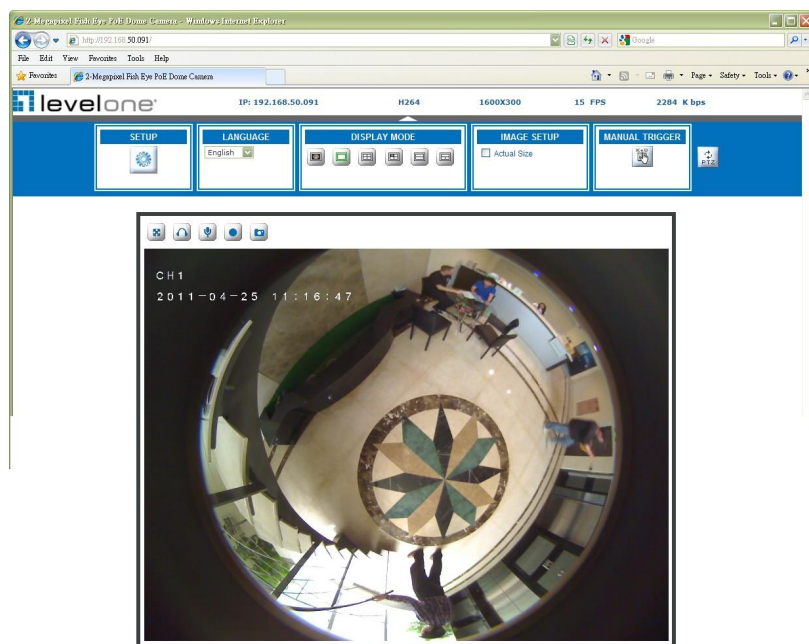 2-Megapixel Fish Eye PoE Dome Camera - Windows Internet Explorer
http://192.168.50.091/
Google
File Edit View Favorites Tools Help
Favorites 2-Megapixel Fish Eye PoE Dome Camera Page Safety Tools
levelone IP: 192.168.50.091 H264 1600X300 15 FPS 2284 K bps
SETUP LANGUAGE DISPLAY MODE IMAGE SETUP MANUAL TRIGGER
English Actual Size
PTZ
CH1
2011-04-25 11:16:47